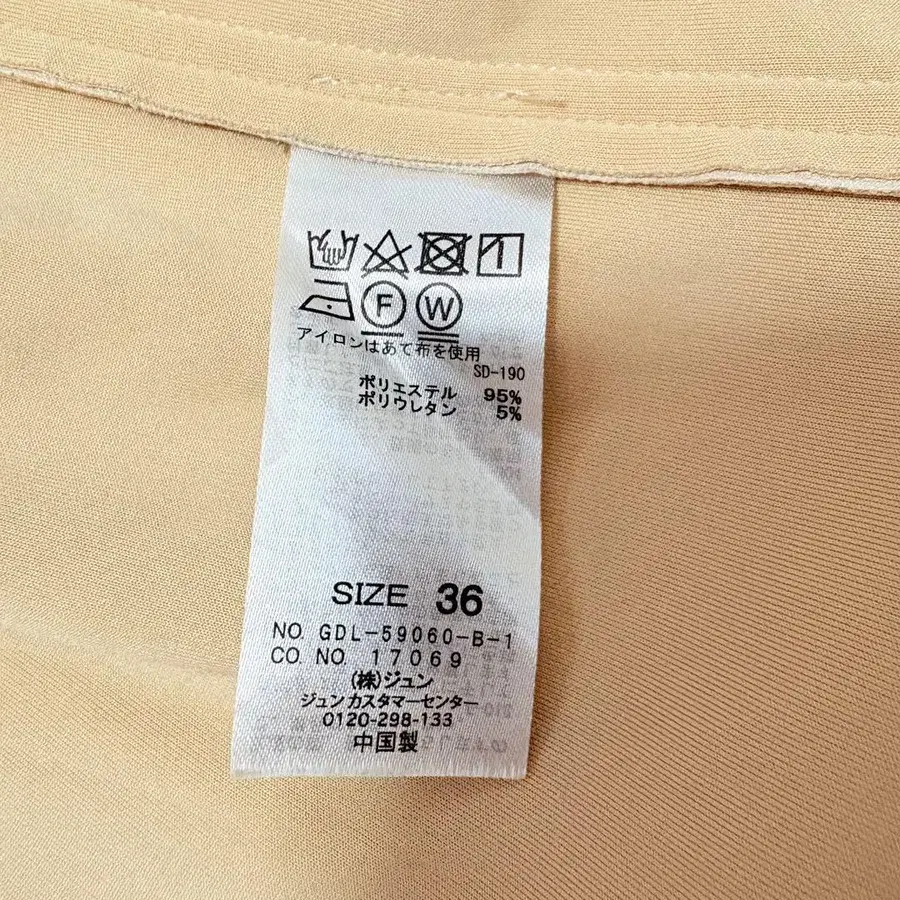 F W
アイロンはあて布を使用
SD-190
ポリエステル 95%
ポリウレタン 5%
SIZE 36
NO. GDL-59060-B-1
CO. NO. 17069
(株)ジュン
ジュンカスタマーセンター
0120-298-133
中国製